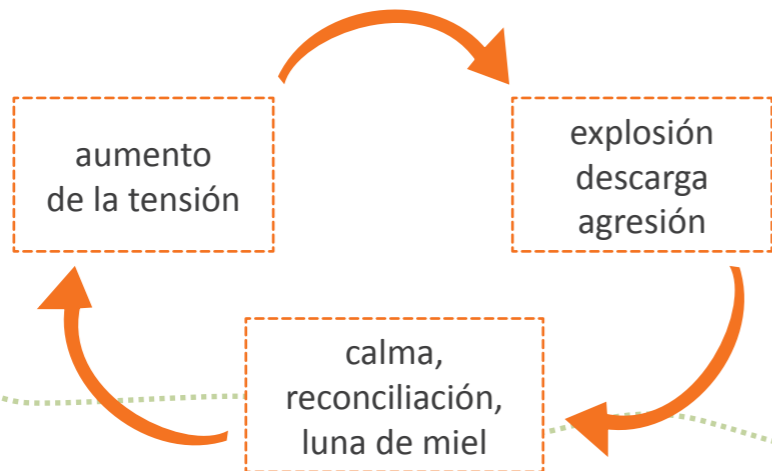 aumento
de la tensión
explosión
descarga
agresión
calma,
reconciliación,
luna de miel